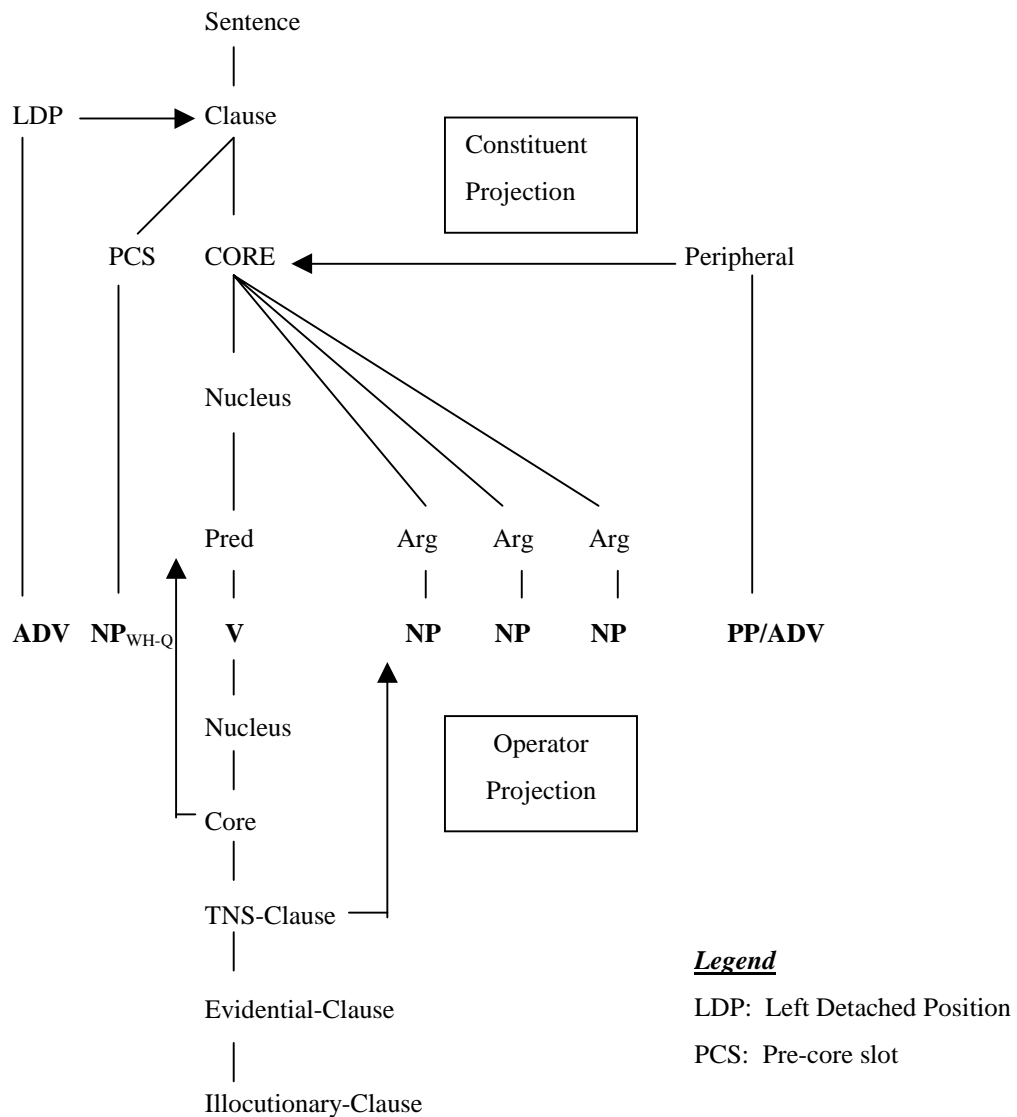 Sentence
LDP Clause
Constituent
Projection
PCS CORE Peripheral
Nucleus
Pred Arg Arg Arg
ADV NP WH-Q V NP NP NP PP/ADV
Nucleus
Operator
Projection
Core
TNS-Clause
Legend
Evidential-Clause
LDP: Left Detached Position
PCS: Pre-core slot
Illocutionary-Clause